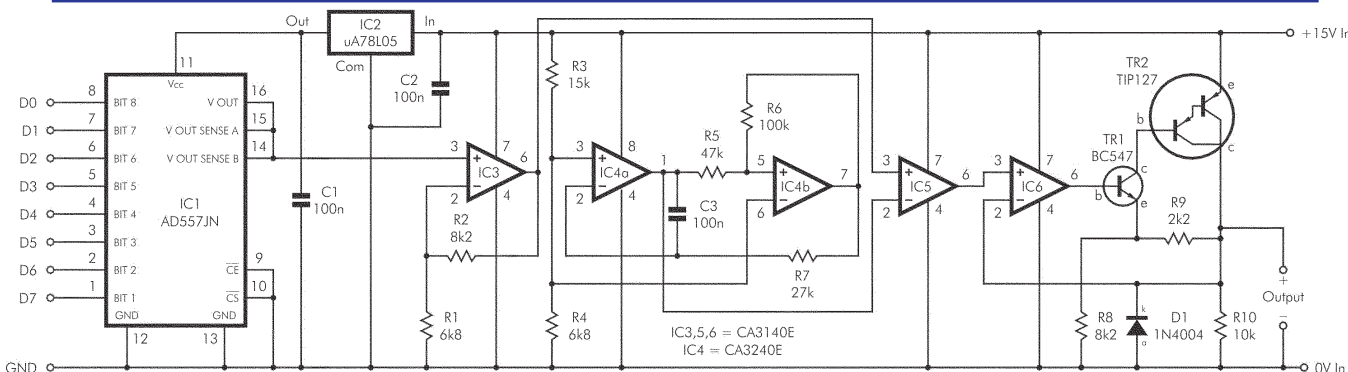 Out
IC2
uA78L05
In
Com
+15V In
11
Vcc
C2
100n
R3
15k
TR2
TIP127
e
b
c
D0
8
BIT 8
V OUT
16
D1
7
BIT 7
V OUT SENSE A
15
D2
6
BIT 6
V OUT SENSE B
14
D3
5
BIT 5
D4
4
BIT 4
D5
3
BIT 3
D6
2
BIT 2
CE
9
D7
1
BIT 1
CS
10
GND
GND
12
13
IC1
AD557JN
C1
100n
3
+
7
IC3
6
2
−
4
R2
8k2
R1
6k8
3
+
8
IC4a
1
2
−
4
R4
6k8
C3
100n
R5
47k
R6
100k
5
+
IC4b
7
6
−
R7
27k
3
+
7
IC5
6
2
−
4
3
+
7
IC6
6
2
−
4
TR1
BC547
c
b
e
R9
2k2
R8
8k2
k
D1
1N4004
a
R10
10k
+
Output
−
IC3,5,6 = CA3140E
IC4 = CA3240E
GND
0V In